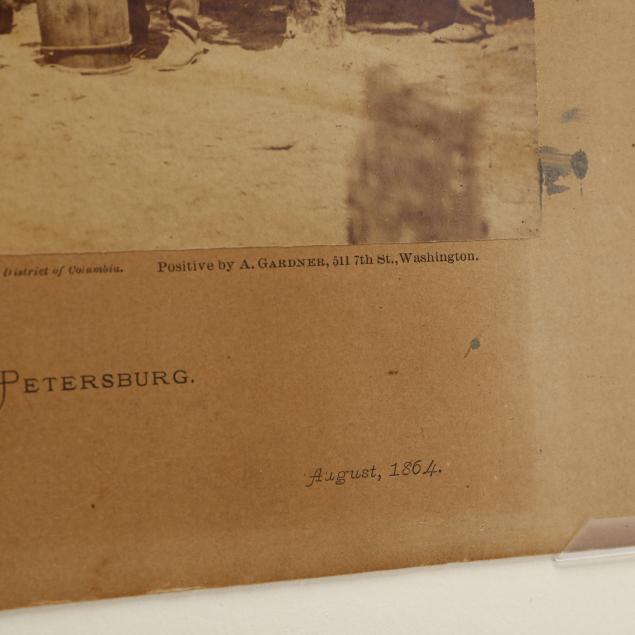 District of Columbia. Positive by A. GARDNER, 511 7th St., Washington.
PETERSBURG.
August, 1864.